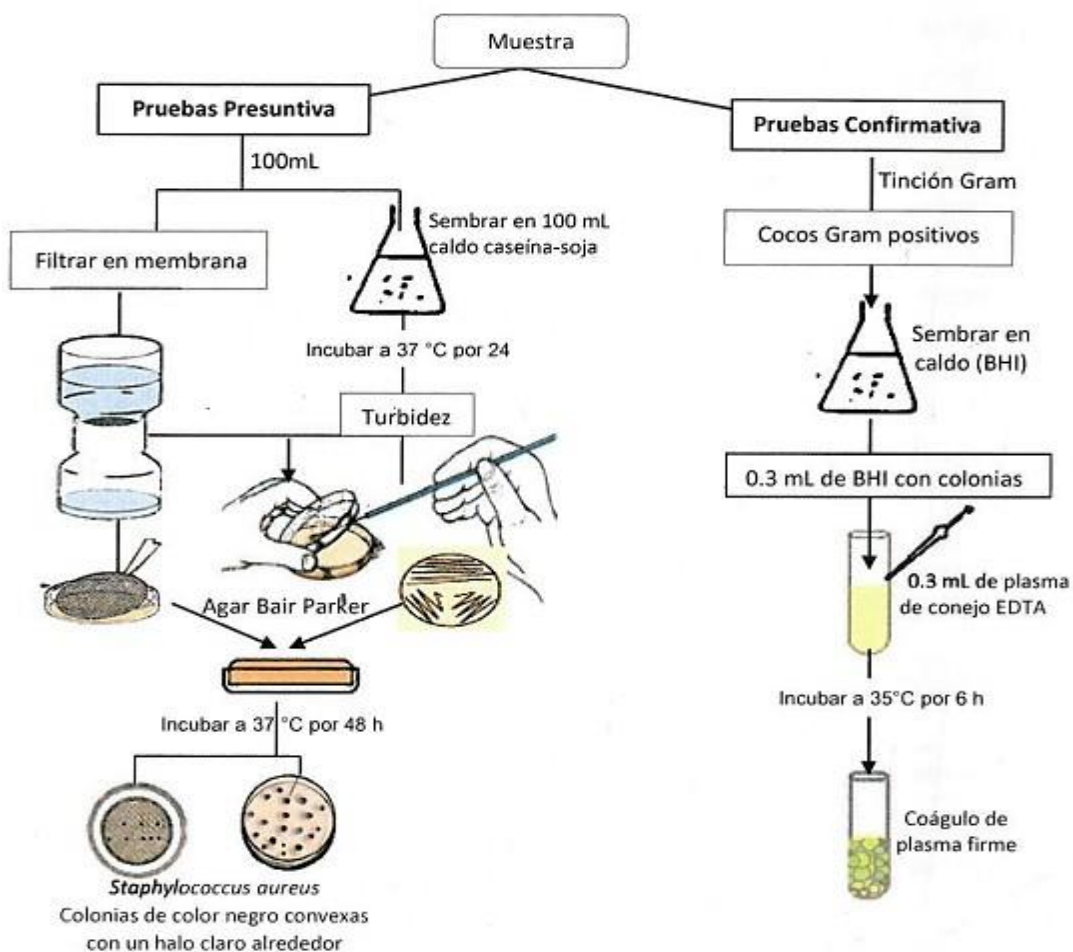 Muestra
Pruebas Presuntiva
100mL
Filtrar en membrana
Sembrar en 100 mL
caldo caseína-soja
Incubar a 37 °C por 24
Turbidez
Agar Bair Parker
Incubar a 37 °C por 48 h
Staphylococcus aureus
Colonias de color negro convexas
con un halo claro alrededor
Pruebas Confirmativa
Tinción Gram
Cocos Gram positivos
Sembrar en
caldo (BHI)
0.3 mL de BHI con colonias
0.3 mL de plasma
de conejo EDTA
Incubar a 35°C por 6 h
Coágulo de
plasma firme